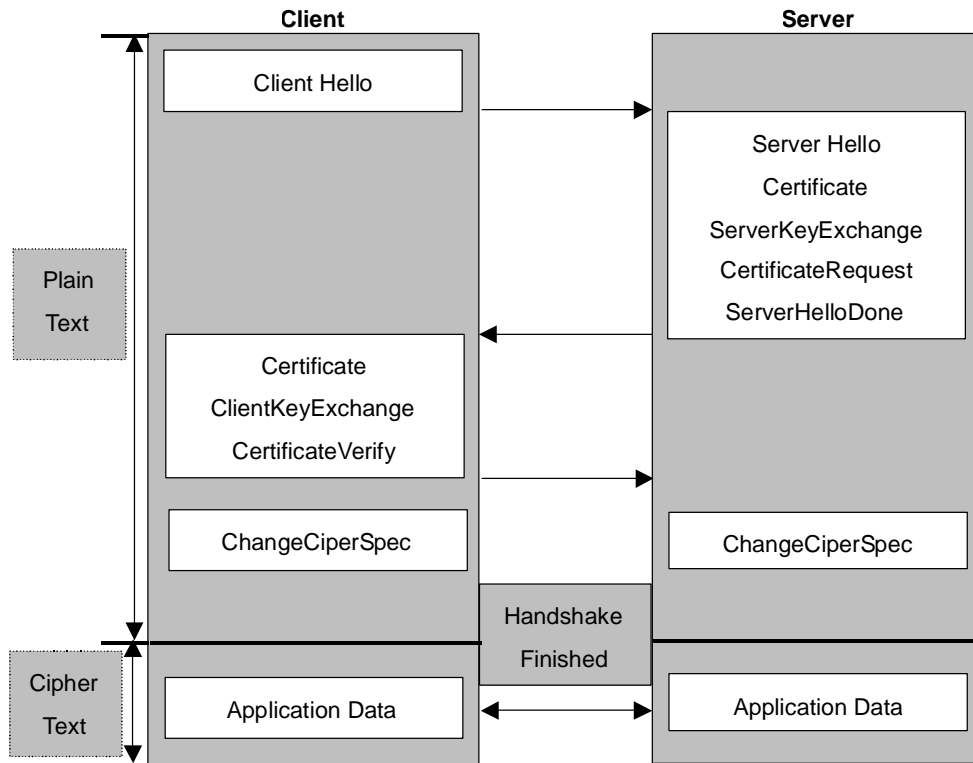 Client
Server
Client Hello
Server Hello
Certificate
ServerKeyExchange
CertificateRequest
ServerHelloDone
Plain
Text
Certificate
ClientKeyExchange
CertificateVerify
ChangeCiperSpec
ChangeCiperSpec
Handshake
Finished
Cipher
Text
Application Data
Application Data